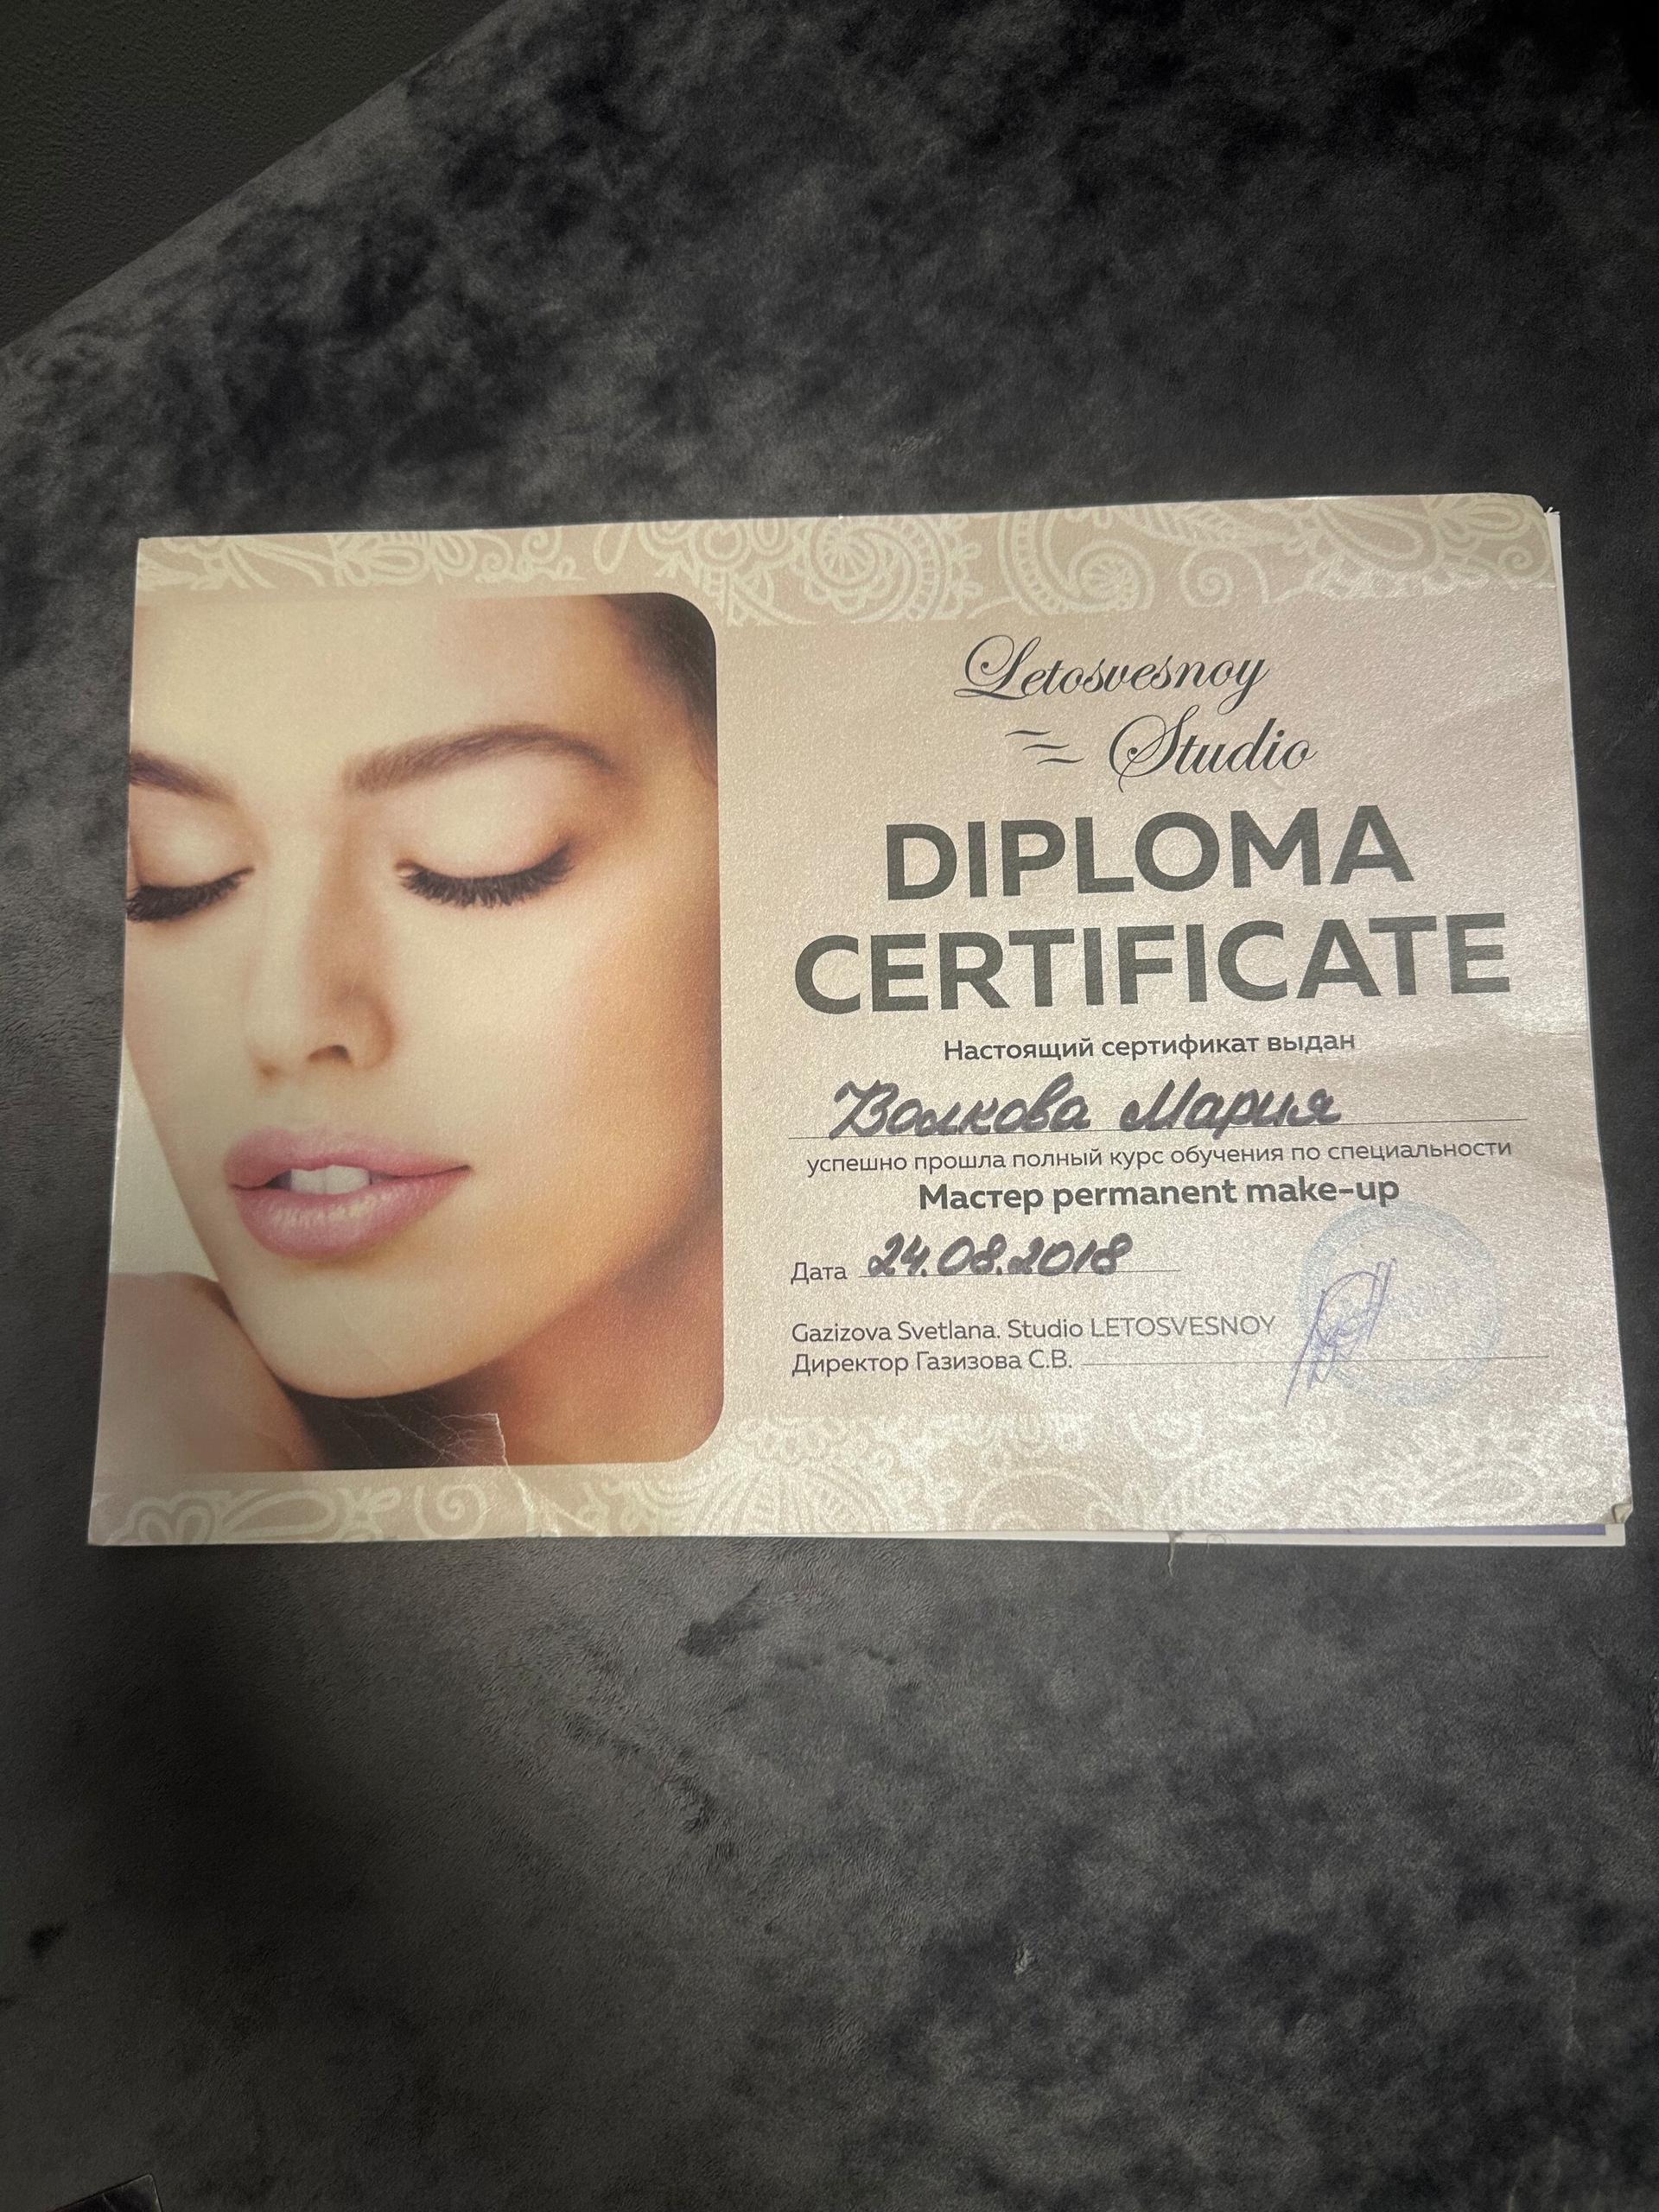 Letosvesnoy
Studio
DIPLOMA
CERTIFICATE
Настоящий сертификат выдан
Волкова Мария
успешно прошла полный курс обучения по специальности
Мастер permanent make-up
Дата 24.08.2018
Gazizova Svetlana. Studio LETOSVESNOY
Директор Газизова С.В.